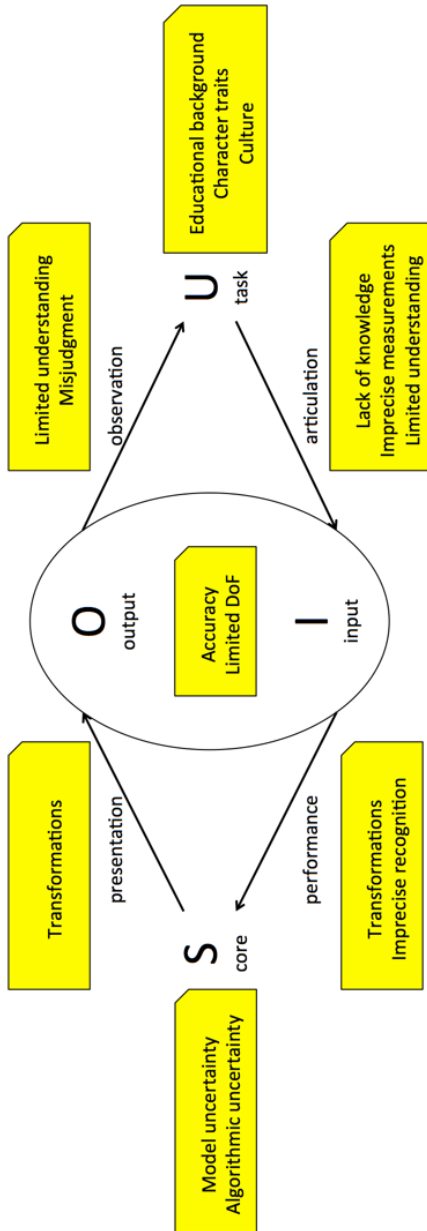 Transformations
Limited understanding
Misjudgment
presentation
observation
O
output
Model uncertainty
Algorithmic uncertainty
S
core
Accuracy
Limited DoF
U
task
Educational background
Character traits
Culture
I
input
performance
articulation
Transformations
Imprecise recognition
Lack of knowledge
Imprecise measurements
Limited understanding